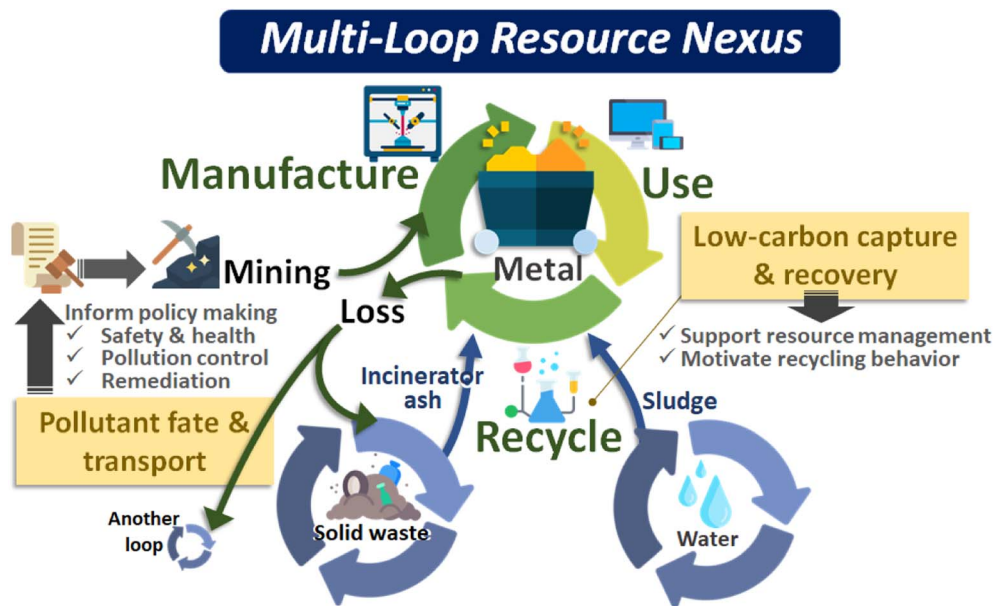 Multi-Loop Resource Nexus
Manufacture
Use
Metal
Mining
Loss
Low-carbon capture
& recovery
✓ Support resource management
✓ Motivate recycling behavior
Inform policy making
✓ Safety & health
✓ Pollution control
✓ Remediation
Pollutant fate &
transport
Incinerator
ash
Recycle
Sludge
Another
loop
Solid waste
Water